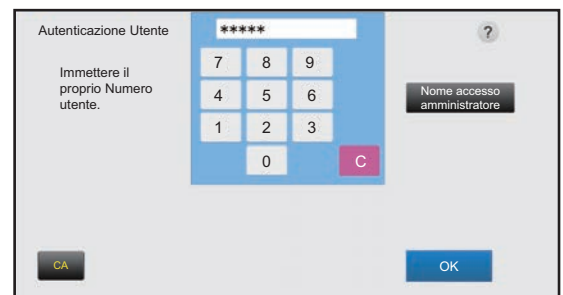 Autenticazione Utente
*****
?
Immettere il
proprio Numero
utente.
7 8 9
4 5 6
1 2 3
0 C
Nome accesso
amministratore
CA
OK